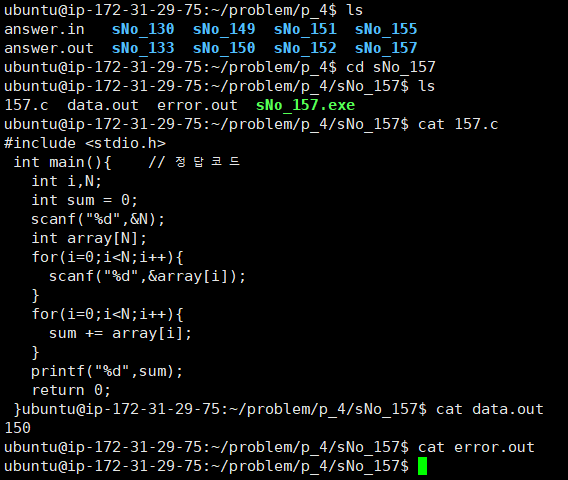 ubuntu@ip-172-31-29-75:~/problem/p_4$ ls
answer.in   sNo_130  sNo_149  sNo_151  sNo_155
answer.out  sNo_133  sNo_150  sNo_152  sNo_157
ubuntu@ip-172-31-29-75:~/problem/p_4$ cd sNo_157
ubuntu@ip-172-31-29-75:~/problem/p_4/sNo_157$ ls
157.c  data.out  error.out  sNo_157.exe
ubuntu@ip-172-31-29-75:~/problem/p_4/sNo_157$ cat 157.c
#include <stdio.h>
 int main(){    // 정답코드
   int i,N;
   int sum = 0;
   scanf("%d",&N);
   int array[N];
   for(i=0;i<N;i++){
     scanf("%d",&array[i]);
   }
   for(i=0;i<N;i++){
     sum += array[i];
   }
   printf("%d",sum);
   return 0;
 }ubuntu@ip-172-31-29-75:~/problem/p_4/sNo_157$ cat data.out
150
ubuntu@ip-172-31-29-75:~/problem/p_4/sNo_157$ cat error.out
ubuntu@ip-172-31-29-75:~/problem/p_4/sNo_157$